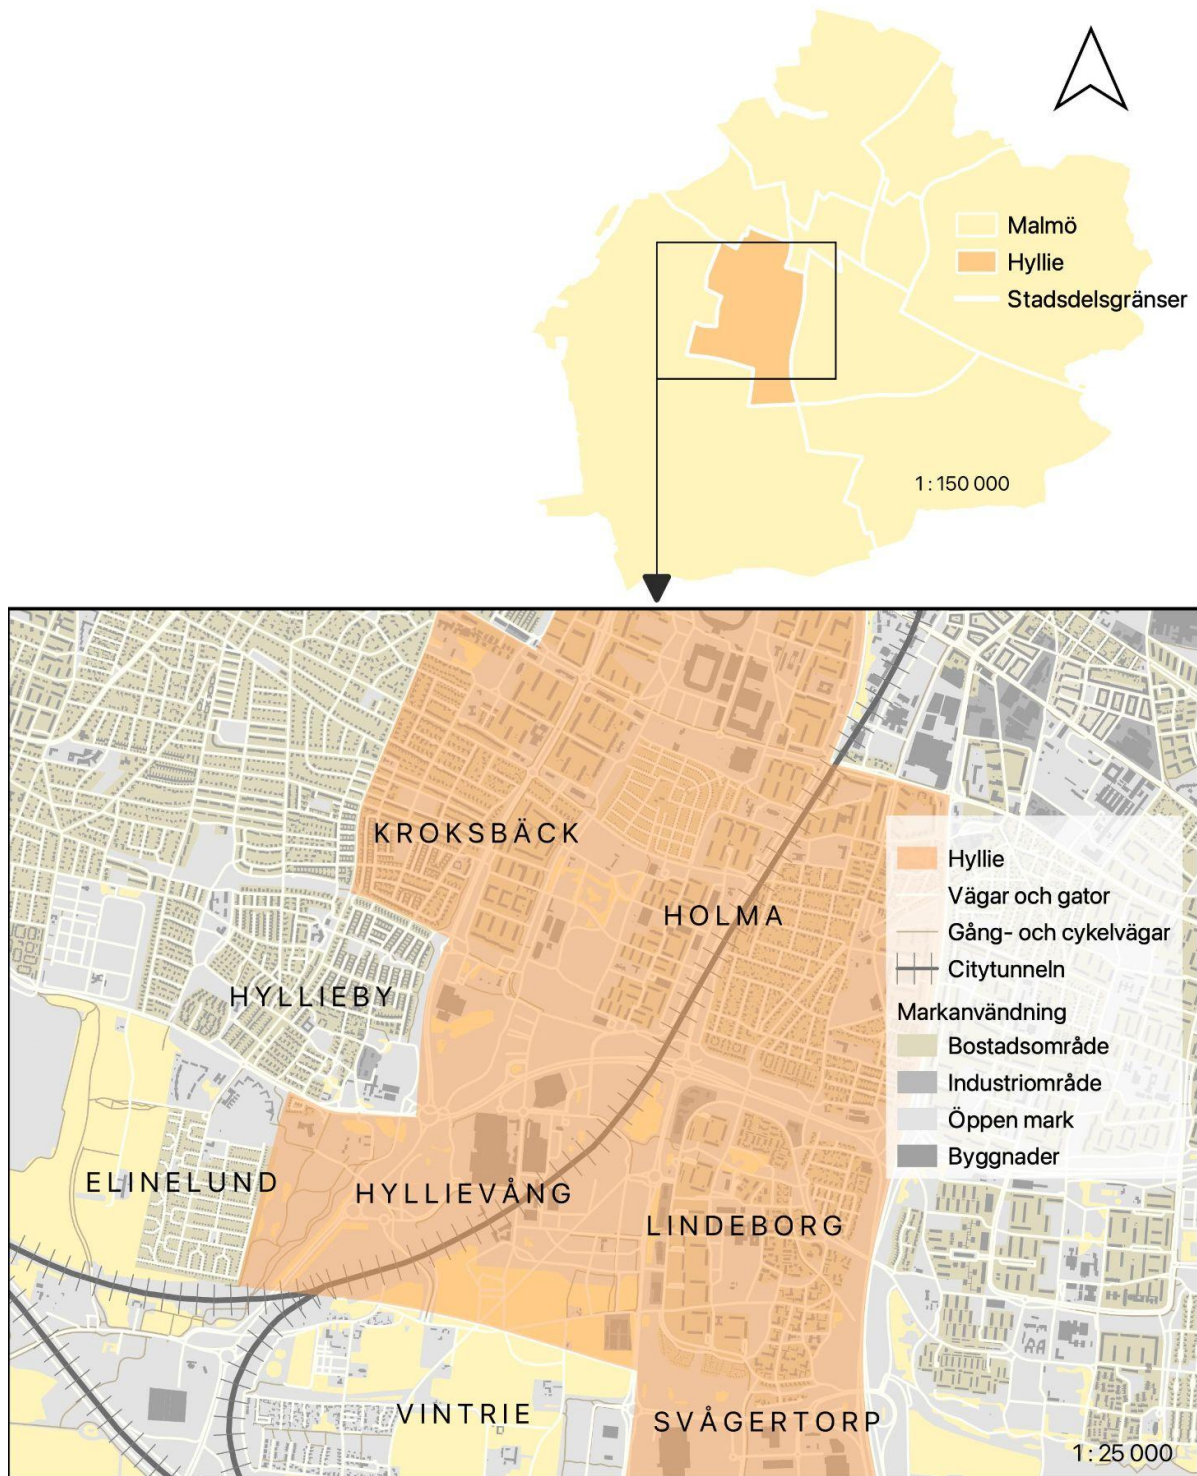 Malmö
Hyllie
Stadsdelsgränser
1 : 150 000
KROKSBÄCK
Hyllie
Vägar och gator
HOLMA
Gång- och cykelvägar
Citytunneln
HYLLIEBY
Markanvändning
Bostadsområde
Industriområde
Öppen mark
Byggnader
ELINELUND
HYLLIEVÅNG
LINDEBORG
VINTRIE
SVÅGERTORP
1 : 25 000